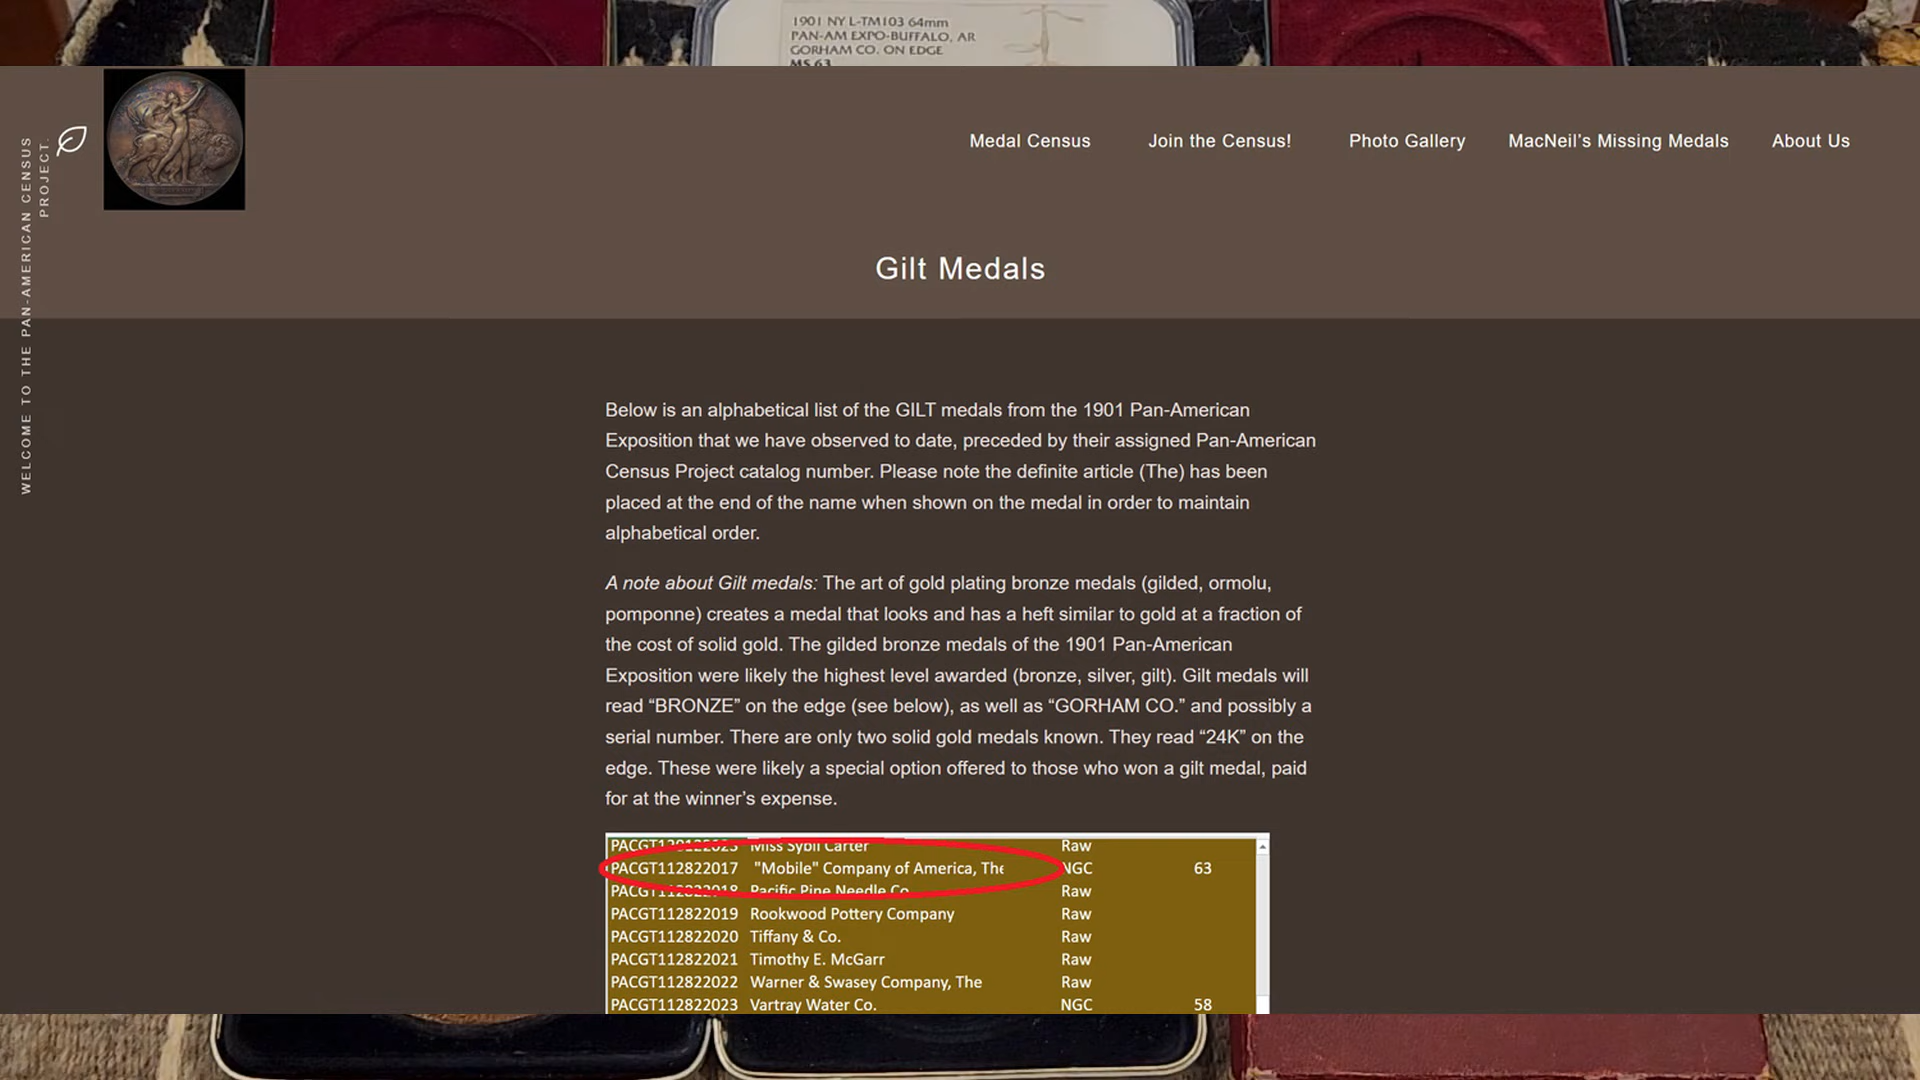 1901 NY L-TM103 64mm
PAN-AM EXPO-BUFFALO, AR
GORHAM CO. ON EDGE
MS 63
WELCOME TO THE PAN-AMERICAN CENSUS
PROJECT.
Medal Census
Join the Census!
Photo Gallery
MacNeil's Missing Medals
About Us
Gilt Medals
Below is an alphabetical list of the GILT medals from the 1901 Pan-American
Exposition that we have observed to date, preceded by their assigned Pan-American
Census Project catalog number. Please note the definite article (The) has been
placed at the end of the name when shown on the medal in order to maintain
alphabetical order.
A note about Gilt medals: The art of gold plating bronze medals (gilded, ormolu,
pomponne) creates a medal that looks and has a heft similar to gold at a fraction of
the cost of solid gold. The gilded bronze medals of the 1901 Pan-American
Exposition were likely the highest level awarded (bronze, silver, gilt). Gilt medals will
read “BRONZE” on the edge (see below), as well as “GORHAM CO.” and possibly a
serial number. There are only two solid gold medals known. They read “24K” on the
edge. These were likely a special option offered to those who won a gilt medal, paid
for at the winner’s expense.
Miss Sybil Carter Raw
PACGT112822017 "Mobile" Company of America, The NGC 63
PACGT112822018 Pacific Pine Needle Co Raw
PACGT112822019 Rookwood Pottery Company Raw
PACGT112822020 Tiffany & Co. Raw
PACGT112822021 Timothy E. McGarr Raw
PACGT112822022 Warner & Swasey Company, The Raw
PACGT112822023 Vartray Water Co. NGC 58